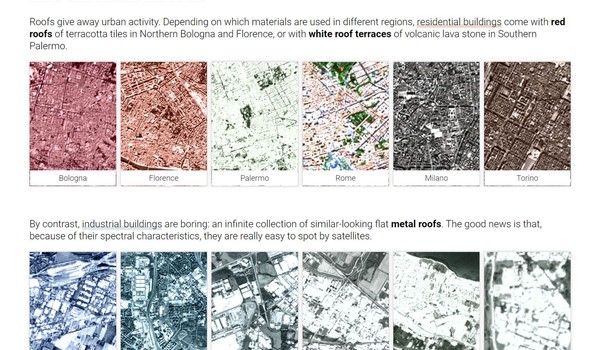 Roofs give away urban activity. Depending on which materials are used in different regions, residential buildings come with red
roofs of terracotta tiles in Northern Bologna and Florence, or with white roof terraces of volcanic lava stone in Southern
Palermo.
Bologna
Florence
Palermo
Rome
Milano
Torino
By contrast, industrial buildings are boring: an infinite collection of similar-looking flat metal roofs. The good news is that,
because of their spectral characteristics, they are really easy to spot by satellites.